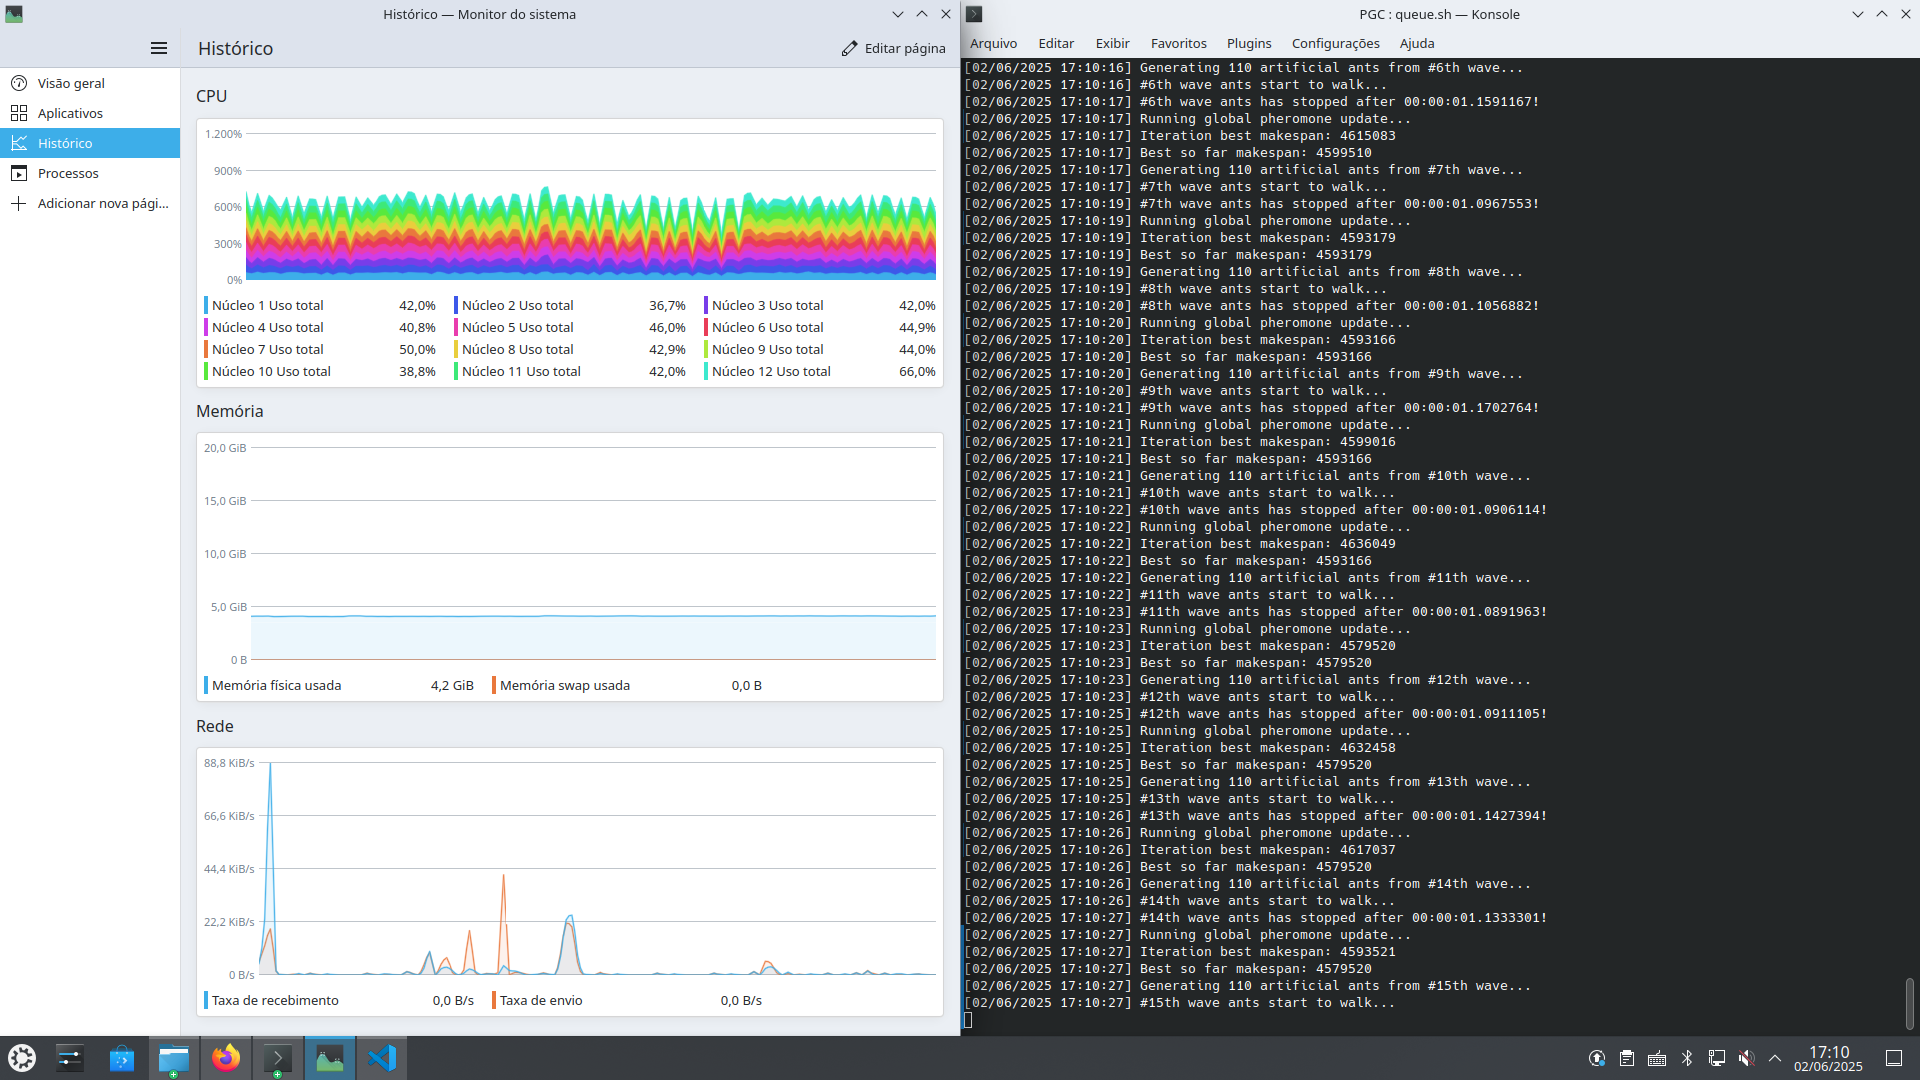 Histórico — Monitor do sistema
Histórico
Editar página
Visão geral
Aplicativos
Histórico
Processos
Adicionar nova pági...
CPU
1.200%
900%
600%
300%
0%
Núcleo 1 Uso total 42,0%
Núcleo 2 Uso total 36,7%
Núcleo 3 Uso total 42,0%
Núcleo 4 Uso total 40,8%
Núcleo 5 Uso total 46,0%
Núcleo 6 Uso total 44,9%
Núcleo 7 Uso total 50,0%
Núcleo 8 Uso total 42,9%
Núcleo 9 Uso total 44,0%
Núcleo 10 Uso total 38,8%
Núcleo 11 Uso total 42,0%
Núcleo 12 Uso total 66,0%
Memória
20,0 GiB
15,0 GiB
10,0 GiB
5,0 GiB
0 B
Memória física usada 4,2 GiB
Memória swap usada 0,0 B
Rede
88,8 KiB/s
66,6 KiB/s
44,4 KiB/s
22,2 KiB/s
0 B/s
Taxa de recebimento 0,0 B/s
Taxa de envio 0,0 B/s
PGC : queue.sh — Konsole
Arquivo Editar Exibir Favoritos Plugins Configurações Ajuda
[02/06/2025 17:10:16] Generating 110 artificial ants from #6th wave...
[02/06/2025 17:10:16] #6th wave ants start to walk...
[02/06/2025 17:10:17] #6th wave ants has stopped after 00:00:01.1591167!
[02/06/2025 17:10:17] Running global pheromone update...
[02/06/2025 17:10:17] Iteration best makespan: 4615083
[02/06/2025 17:10:17] Best so far makespan: 4599510
[02/06/2025 17:10:17] Generating 110 artificial ants from #7th wave...
[02/06/2025 17:10:17] #7th wave ants start to walk...
[02/06/2025 17:10:19] #7th wave ants has stopped after 00:00:01.0967553!
[02/06/2025 17:10:19] Running global pheromone update...
[02/06/2025 17:10:19] Iteration best makespan: 4593179
[02/06/2025 17:10:19] Best so far makespan: 4593179
[02/06/2025 17:10:19] Generating 110 artificial ants from #8th wave...
[02/06/2025 17:10:19] #8th wave ants start to walk...
[02/06/2025 17:10:20] #8th wave ants has stopped after 00:00:01.1056882!
[02/06/2025 17:10:20] Running global pheromone update...
[02/06/2025 17:10:20] Iteration best makespan: 4593166
[02/06/2025 17:10:20] Best so far makespan: 4593166
[02/06/2025 17:10:20] Generating 110 artificial ants from #9th wave...
[02/06/2025 17:10:20] #9th wave ants start to walk...
[02/06/2025 17:10:21] #9th wave ants has stopped after 00:00:01.1702764!
[02/06/2025 17:10:21] Running global pheromone update...
[02/06/2025 17:10:21] Iteration best makespan: 4599016
[02/06/2025 17:10:21] Best so far makespan: 4593166
[02/06/2025 17:10:21] Generating 110 artificial ants from #10th wave...
[02/06/2025 17:10:21] #10th wave ants start to walk...
[02/06/2025 17:10:22] #10th wave ants has stopped after 00:00:01.0906114!
[02/06/2025 17:10:22] Running global pheromone update...
[02/06/2025 17:10:22] Iteration best makespan: 4636049
[02/06/2025 17:10:22] Best so far makespan: 4593166
[02/06/2025 17:10:22] Generating 110 artificial ants from #11th wave...
[02/06/2025 17:10:22] #11th wave ants start to walk...
[02/06/2025 17:10:23] #11th wave ants has stopped after 00:00:01.0891963!
[02/06/2025 17:10:23] Running global pheromone update...
[02/06/2025 17:10:23] Iteration best makespan: 4579520
[02/06/2025 17:10:23] Best so far makespan: 4579520
[02/06/2025 17:10:23] Generating 110 artificial ants from #12th wave...
[02/06/2025 17:10:23] #12th wave ants start to walk...
[02/06/2025 17:10:25] #12th wave ants has stopped after 00:00:01.0911105!
[02/06/2025 17:10:25] Running global pheromone update...
[02/06/2025 17:10:25] Iteration best makespan: 4632458
[02/06/2025 17:10:25] Best so far makespan: 4579520
[02/06/2025 17:10:25] Generating 110 artificial ants from #13th wave...
[02/06/2025 17:10:25] #13th wave ants start to walk...
[02/06/2025 17:10:26] #13th wave ants has stopped after 00:00:01.1427394!
[02/06/2025 17:10:26] Running global pheromone update...
[02/06/2025 17:10:26] Iteration best makespan: 4617037
[02/06/2025 17:10:26] Best so far makespan: 4579520
[02/06/2025 17:10:26] Generating 110 artificial ants from #14th wave...
[02/06/2025 17:10:26] #14th wave ants start to walk...
[02/06/2025 17:10:27] #14th wave ants has stopped after 00:00:01.1333301!
[02/06/2025 17:10:27] Running global pheromone update...
[02/06/2025 17:10:27] Iteration best makespan: 4593521
[02/06/2025 17:10:27] Best so far makespan: 4579520
[02/06/2025 17:10:27] Generating 110 artificial ants from #15th wave...
[02/06/2025 17:10:27] #15th wave ants start to walk...
17:10
02/06/2025